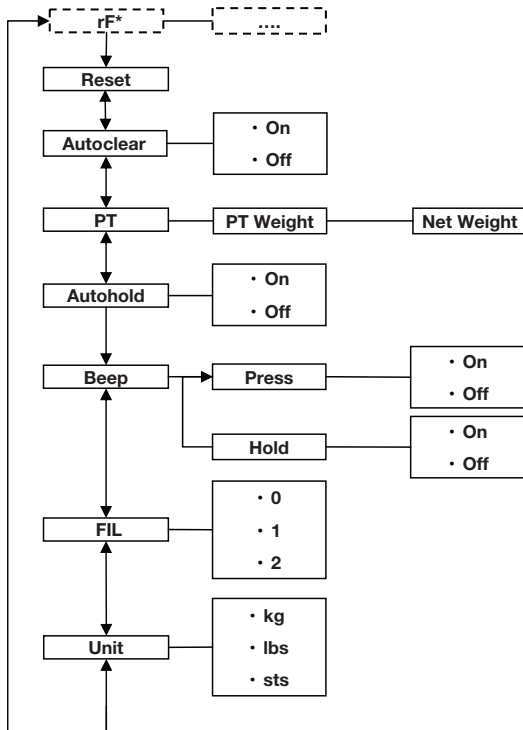 rF*
....
Reset
Autoclear
・On
・Off
PT
PT Weight
Net Weight
Autohold
・On
・Off
Beep
Press
・On
・Off
Hold
・On
・Off
FIL
・0
・1
・2
Unit
・kg
・lbs
・sts